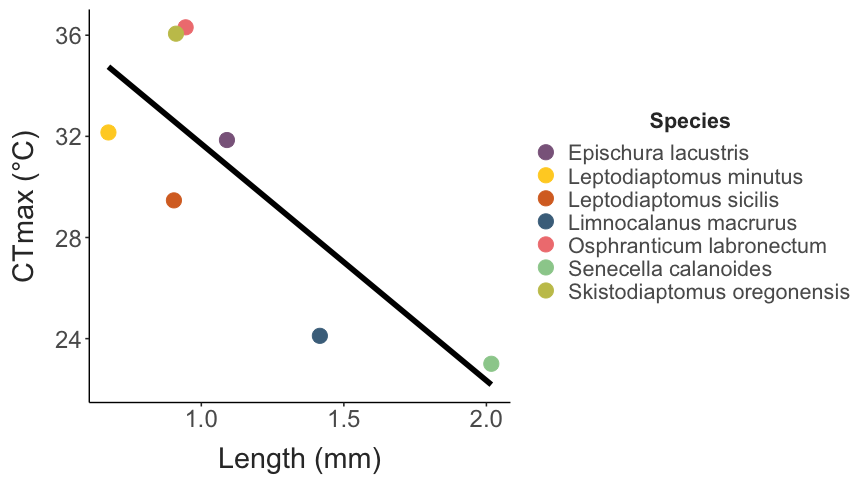 36
32
28
24
CTmax (°C)
1.0 1.5 2.0
Length (mm)
Species
Epischura lacustris
Leptodiaptomus minutus
Leptodiaptomus sicilis
Limnocalanus macrurus
Osphranticum labronectum
Senecella calanoides
Skistodiaptomus oregonensis